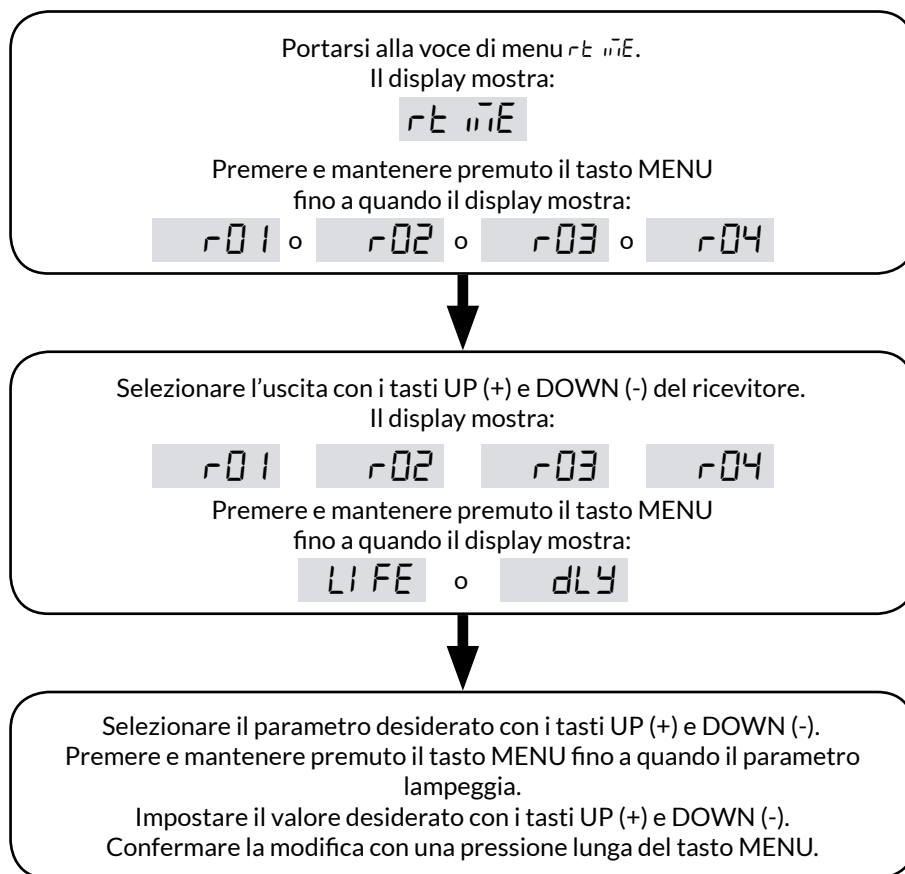 Portarsi alla voce di menu rt mE.
Il display mostra:
rt mE
Premere e mantenere premuto il tasto MENU
fino a quando il display mostra:
r01 o r02 o r03 o r04
Selezionare l’uscita con i tasti UP (+) e DOWN (-) del ricevitore.
Il display mostra:
r01 r02 r03 r04
Premere e mantenere premuto il tasto MENU
fino a quando il display mostra:
LIFE o dLY
Selezionare il parametro desiderato con i tasti UP (+) e DOWN (-).
Premere e mantenere premuto il tasto MENU fino a quando il parametro
lampeggia.
Impostare il valore desiderato con i tasti UP (+) e DOWN (-).
Confermare la modifica con una pressione lunga del tasto MENU.